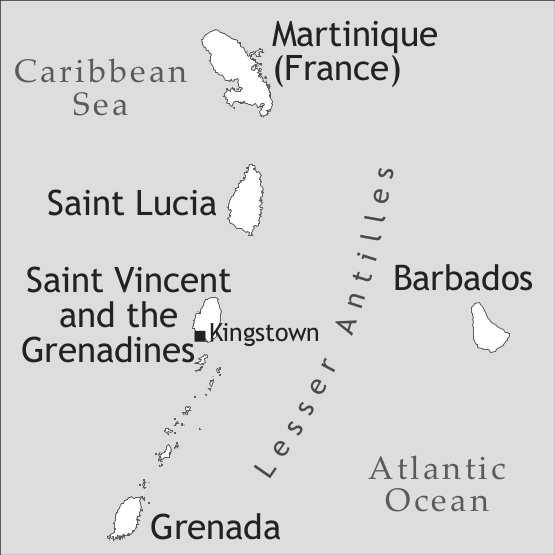 Martinique
(France)
Caribbean
Sea
Saint Lucia
Lesser Antilles
Saint Vincent
and the
Grenadines
Kingstown
Barbados
Atlantic
Ocean
Grenada